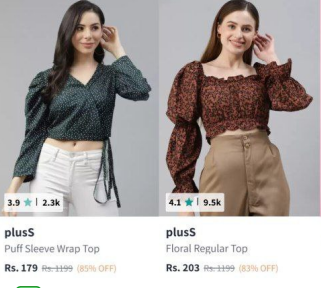 3.9 ★ | 2.3k
plusS
Puff Sleeve Wrap Top
Rs. 179 Rs. 1199 (85% OFF)
4.1 ★ | 9.5k
plusS
Floral Regular Top
Rs. 203 Rs. 1199 (83% OFF)